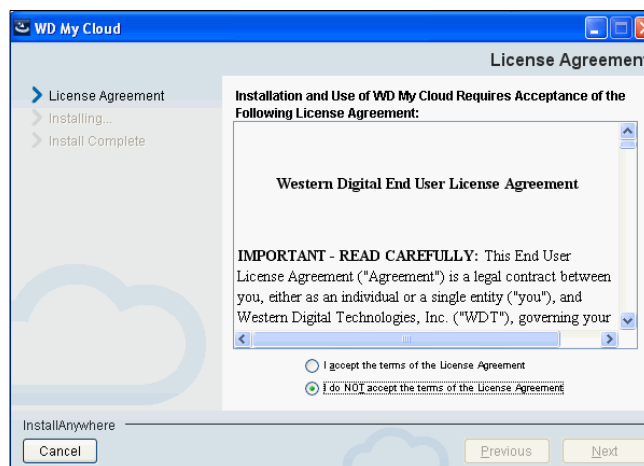 WD My Cloud
License Agreement
License Agreement
Installing...
Install Complete
Installation and Use of WD My Cloud Requires Acceptance of the
Following License Agreement:
Western Digital End User License Agreement
IMPORTANT - READ CAREFULLY: This End User
License Agreement ("Agreement") is a legal contract between
you, either as an individual or a single entity ("you"), and
Western Digital Technologies, Inc. ("WDT"), governing your
I accept the terms of the License Agreement
I do NOT accept the terms of the License Agreement
InstallAnywhere
Cancel
Previous
Next